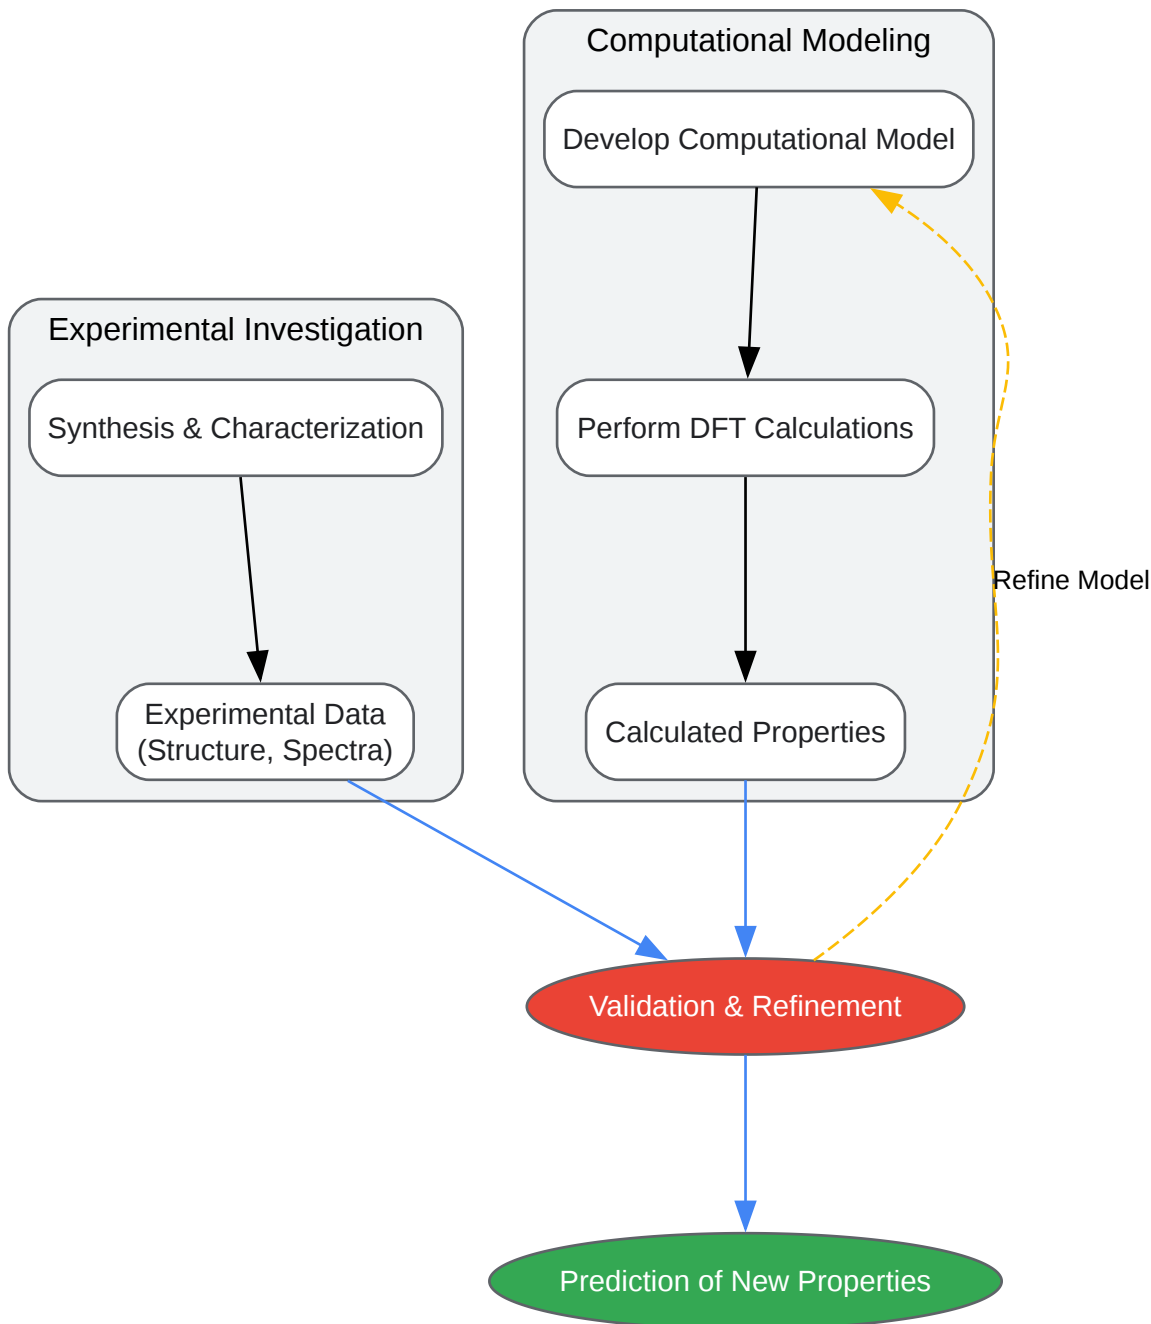 Computational Modeling
Develop Computational Model
Experimental Investigation
Synthesis & Characterization
Perform DFT Calculations
Refine Model
Experimental Data
(Structure, Spectra)
Calculated Properties
Validation & Refinement
Prediction of New Properties